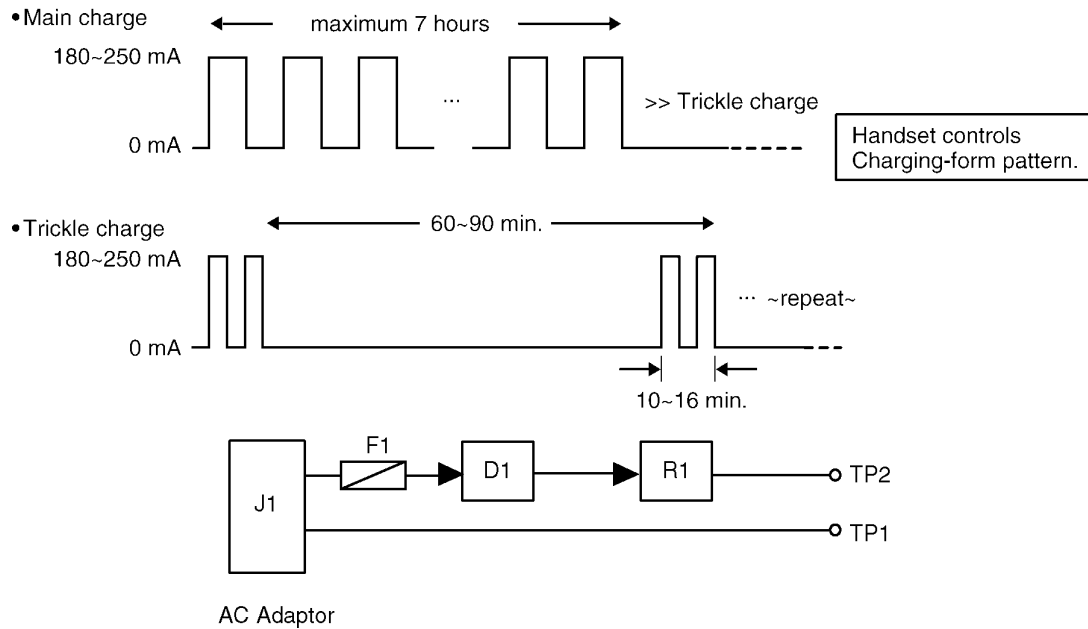 •Main charge
maximum 7 hours
180~250 mA
... >> Trickle charge
0 mA
Handset controls
Charging-form pattern.
•Trickle charge
60~90 min.
180~250 mA
... ~repeat~
0 mA
10~16 min.
F1
J1
D1
R1
TP2
TP1
AC Adaptor